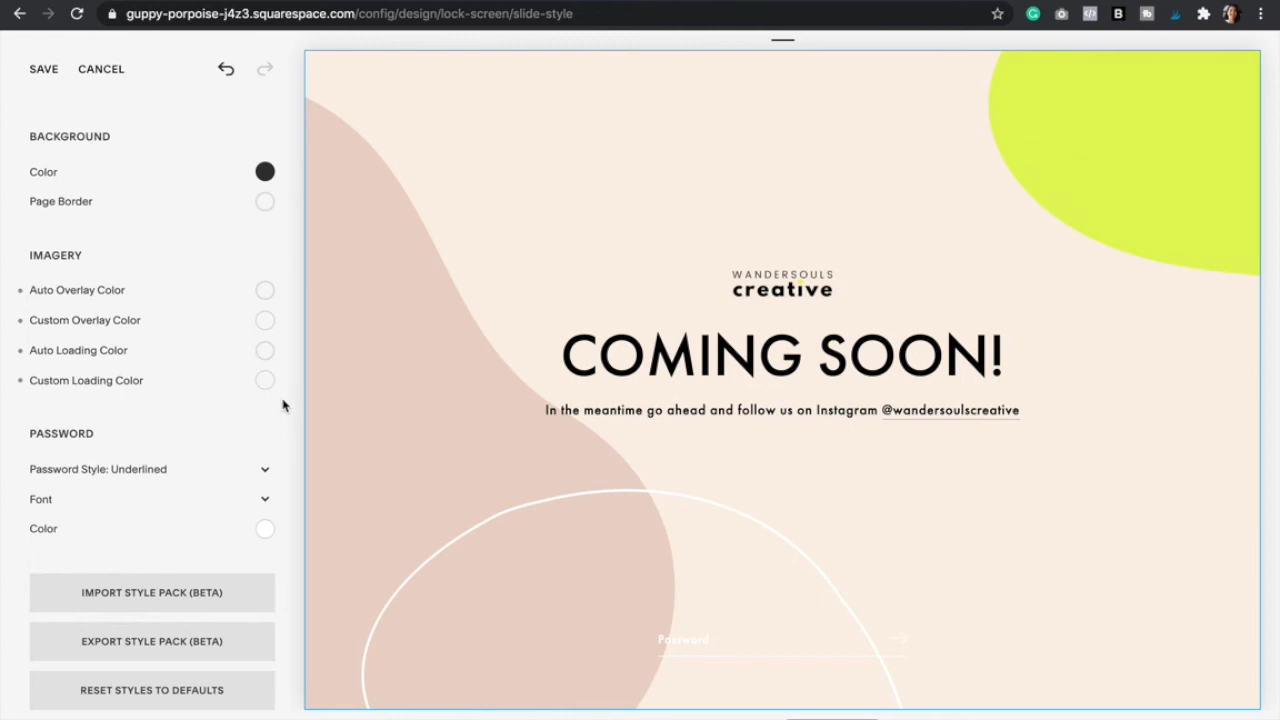 guppy-porpoise-j4z3.squarespace.com/config/design/lock-screen/slide-style
SAVE CANCEL
BACKGROUND
Color
Page Border
IMAGERY
Auto Overlay Color
Custom Overlay Color
Auto Loading Color
Custom Loading Color
PASSWORD
Password Style: Underlined
Font
Color
IMPORT STYLE PACK (BETA)
EXPORT STYLE PACK (BETA)
RESET STYLES TO DEFAULTS
WANDERSOULS
creative
COMING SOON!
In the meantime go ahead and follow us on Instagram @wandersoulscreative
Password